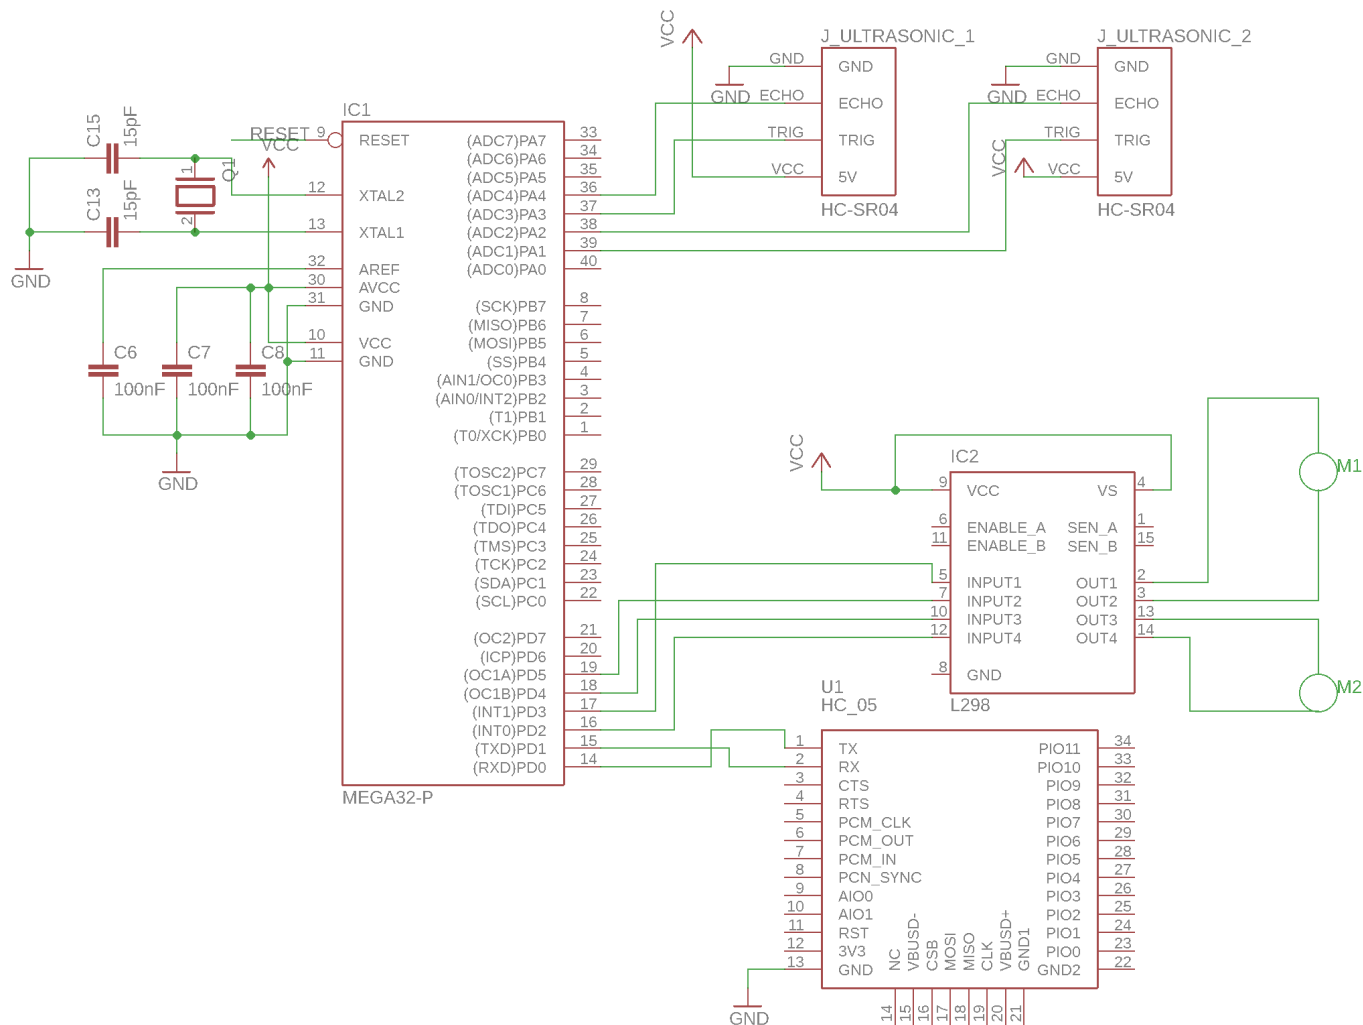 J_ULTRASONIC_1
VCC
GND
GND
GND
ECHO
ECHO
TRIG
TRIG
VCC
5V
HC-SR04
J_ULTRASONIC_2
GND
GND
GND
ECHO
ECHO
TRIG
TRIG
VCC
VCC
5V
HC-SR04
C15
15pF
C13
15pF
Q1
1
2
GND
RESET
VCC
C6
100nF
C7
100nF
C8
100nF
GND
IC1
9 RESET
12 XTAL2
13 XTAL1
32 AREF
30 AVCC
31 GND
10 VCC
11 GND
(ADC7)PA7 33
(ADC6)PA6 34
(ADC5)PA5 35
(ADC4)PA4 36
(ADC3)PA3 37
(ADC2)PA2 38
(ADC1)PA1 39
(ADC0)PA0 40
(SCK)PB7 8
(MISO)PB6 7
(MOSI)PB5 6
(SS)PB4 5
(AIN1/OC0)PB3 4
(AIN0/INT2)PB2 3
(T1)PB1 2
(T0/XCK)PB0 1
(TOSC2)PC7 29
(TOSC1)PC6 28
(TDI)PC5 27
(TDO)PC4 26
(TMS)PC3 25
(TCK)PC2 24
(SDA)PC1 23
(SCL)PC0 22
(OC2)PD7 21
(ICP)PD6 20
(OC1A)PD5 19
(OC1B)PD4 18
(INT1)PD3 17
(INT0)PD2 16
(TXD)PD1 15
(RXD)PD0 14
MEGA32-P
VCC
IC2
9 VCC VS 4
6 ENABLE_A SEN_A 1
11 ENABLE_B SEN_B 15
5 INPUT1 OUT1 2
7 INPUT2 OUT2 3
10 INPUT3 OUT3 13
12 INPUT4 OUT4 14
8 GND
L298
M1
M2
U1
HC_05
1 TX PIO11 34
2 RX PIO10 33
3 CTS PIO9 32
4 RTS PIO8 31
5 PCM_CLK PIO7 30
6 PCM_OUT PIO6 29
7 PCM_IN PIO5 28
8 PCN_SYNC PIO4 27
9 AIO0 PIO3 26
10 AIO1 PIO2 25
11 RST PIO1 24
12 3V3 PIO0 23
13 GND GND2 22
NC 14
VBUSD- 15
CSB 16
MOSI 17
MISO 18
CLK 19
VBUSD+ 20
GND1 21
GND